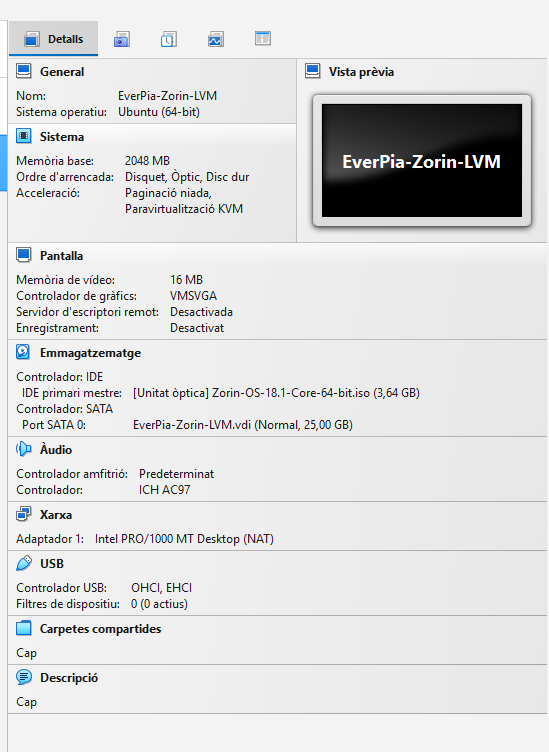 Detalls
General
Nom: EverPia-Zorin-LVM
Sistema operatiu: Ubuntu (64-bit)
Vista prèvia
EverPia-Zorin-LVM
Sistema
Memòria base: 2048 MB
Ordre d'arrencada: Disquet, Òptic, Disc dur
Acceleració: Paginació niada,
Paravirtualització KVM
Pantalla
Memòria de vídeo: 16 MB
Controlador de gràfics: VMSVGA
Servidor d'escriptori remot: Desactivada
Enregistrament: Desactivat
Emmagatzematge
Controlador: IDE
IDE primari mestre: [Unitat òptica] Zorin-OS-18.1-Core-64-bit.iso (3,64 GB)
Controlador: SATA
Port SATA 0: EverPia-Zorin-LVM.vdi (Normal, 25,00 GB)
Àudio
Controlador amfitrió: Predeterminat
Controlador: ICH AC97
Xarxa
Adaptador 1: Intel PRO/1000 MT Desktop (NAT)
USB
Controlador USB: OHCI, EHCI
Filtres de dispositiu: 0 (0 actius)
Carpetes compartides
Cap
Descripció
Cap